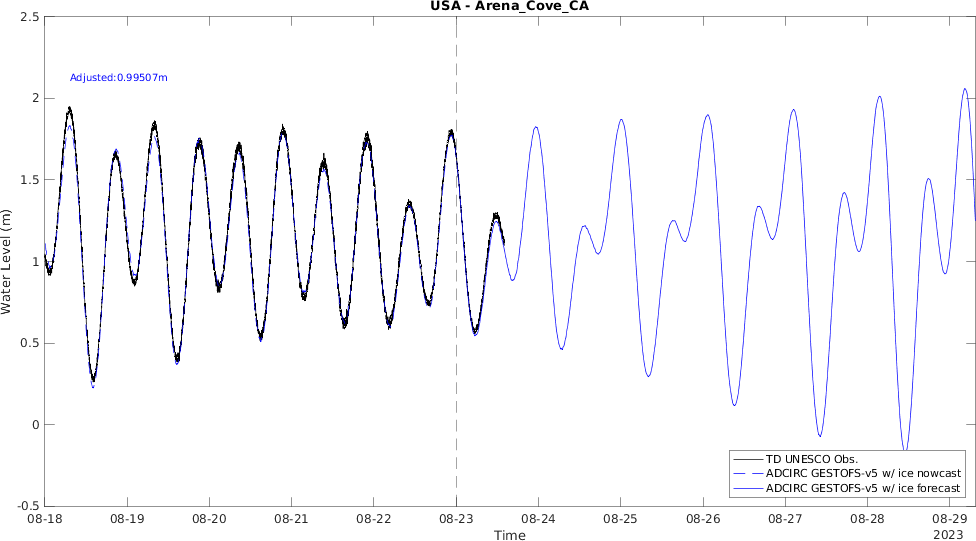 USA - Arena_Cove_CA
2.5
2
1.5
1
0.5
0
-0.5
Water Level (m)
Adjusted:0.99507m
TD UNESCO Obs.
ADCIRC GESTOFS-v5 w/ ice nowcast
ADCIRC GESTOFS-v5 w/ ice forecast
08-18 08-19 08-20 08-21 08-22 08-23 08-24 08-25 08-26 08-27 08-28 08-29
Time
2023